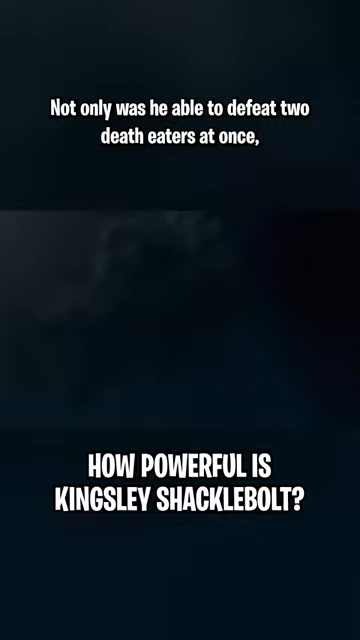 Not only was he able to defeat two
death eaters at once,
HOW POWERFUL IS
KINGSLEY SHACKLEBOLT?